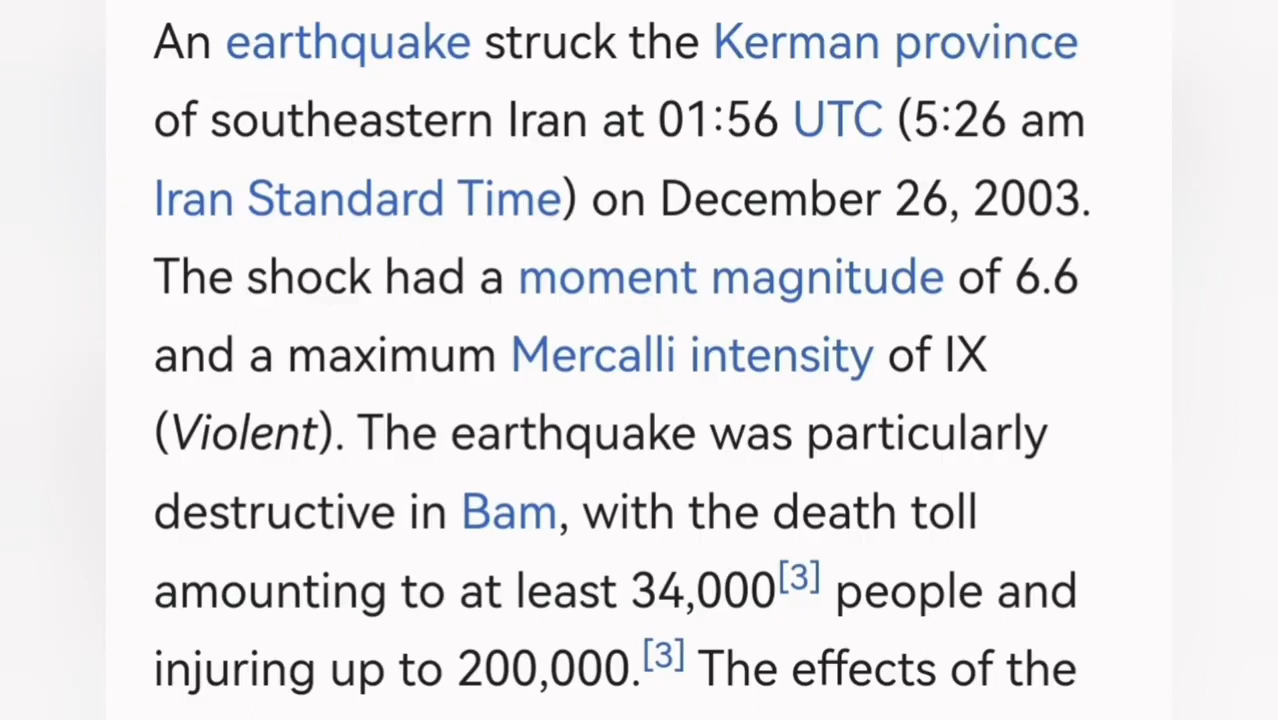 An earthquake struck the Kerman province
of southeastern Iran at 01:56 UTC (5:26 am
Iran Standard Time) on December 26, 2003.
The shock had a moment magnitude of 6.6
and a maximum Mercalli intensity of IX
(Violent). The earthquake was particularly
destructive in Bam, with the death toll
amounting to at least 34,000[3] people and
injuring up to 200,000.[3] The effects of the